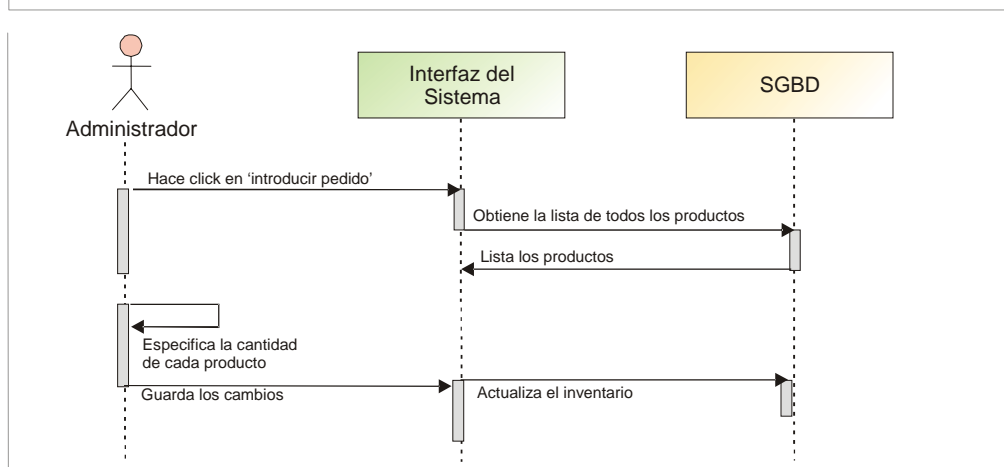 Interfaz del
Sistema
SGBD
Administrador
Hace click en ‘introducir pedido’
Obtiene la lista de todos los productos
Lista los productos
Especifica la cantidad
de cada producto
Guarda los cambios
Actualiza el inventario